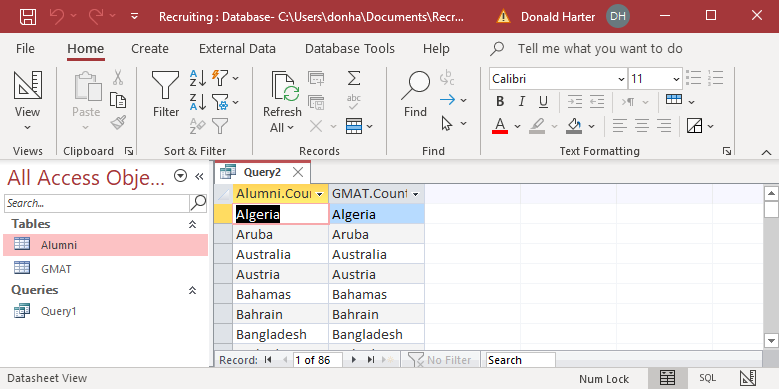 Recruiting : Database- C:\Users\donha\Documents\Recr...
Donald Harter
DH
File Home Create External Data Database Tools Help Tell me what you want to do
View
Filter
Refresh All
abc
Find
Calibri 11
B I U
A
Views Clipboard Sort & Filter Records Find Text Formatting
All Access Obje...
Search...
Tables
Alumni
GMAT
Queries
Query1
Query2
Alumni.Cour GMAT.Count
Algeria Algeria
Aruba Aruba
Australia Australia
Austria Austria
Bahamas Bahamas
Bahrain Bahrain
Bangladesh Bangladesh
Record: 1 of 86 No Filter Search
Datasheet View Num Lock SQL